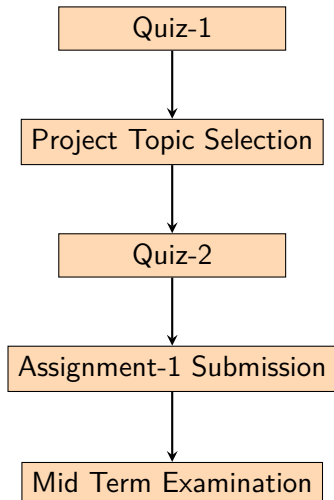 Quiz-1
Project Topic Selection
Quiz-2
Assignment-1 Submission
Mid Term Examination